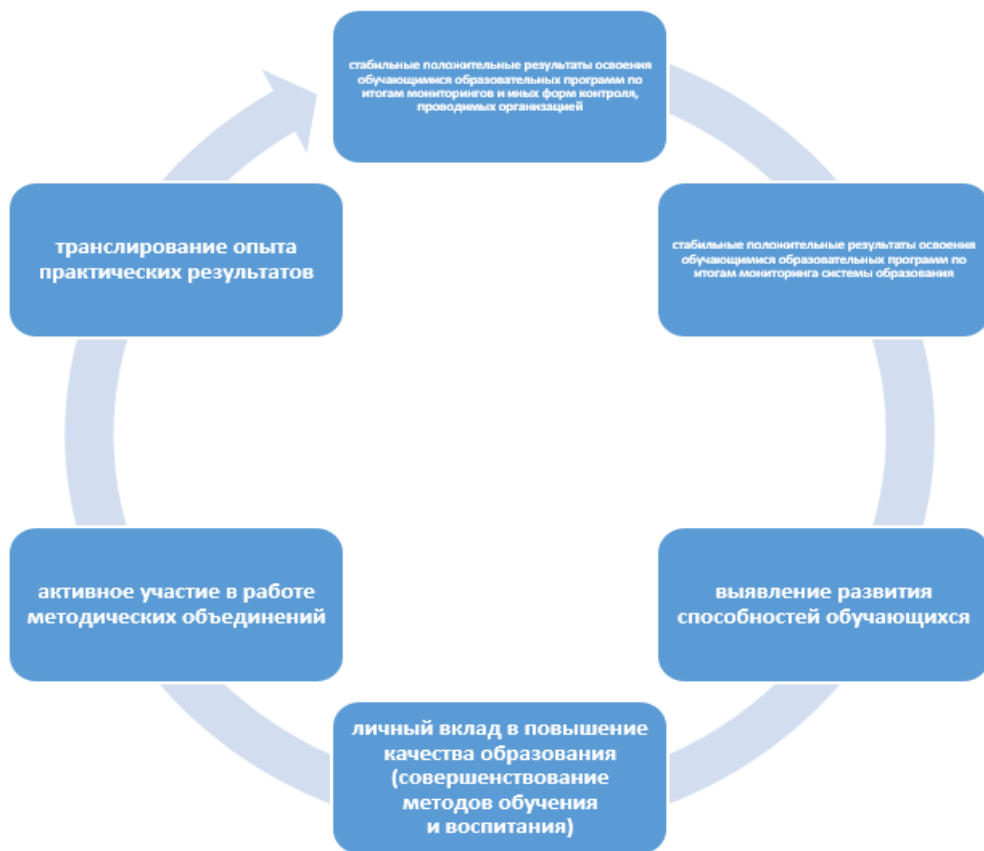 стабильные положительные результаты освоения
обучающимися образовательных программ по
итогам мониторингов и иных форм контроля,
проводимых организацией
стабильные положительные результаты освоения
обучающимися образовательных программ по
итогам мониторинга системы образования
выявление развития
способностей обучающихся
личный вклад в повышение
качества образования
(совершенствование
методов обучения
и воспитания)
активное участие в работе
методических объединений
транслирование опыта
практических результатов